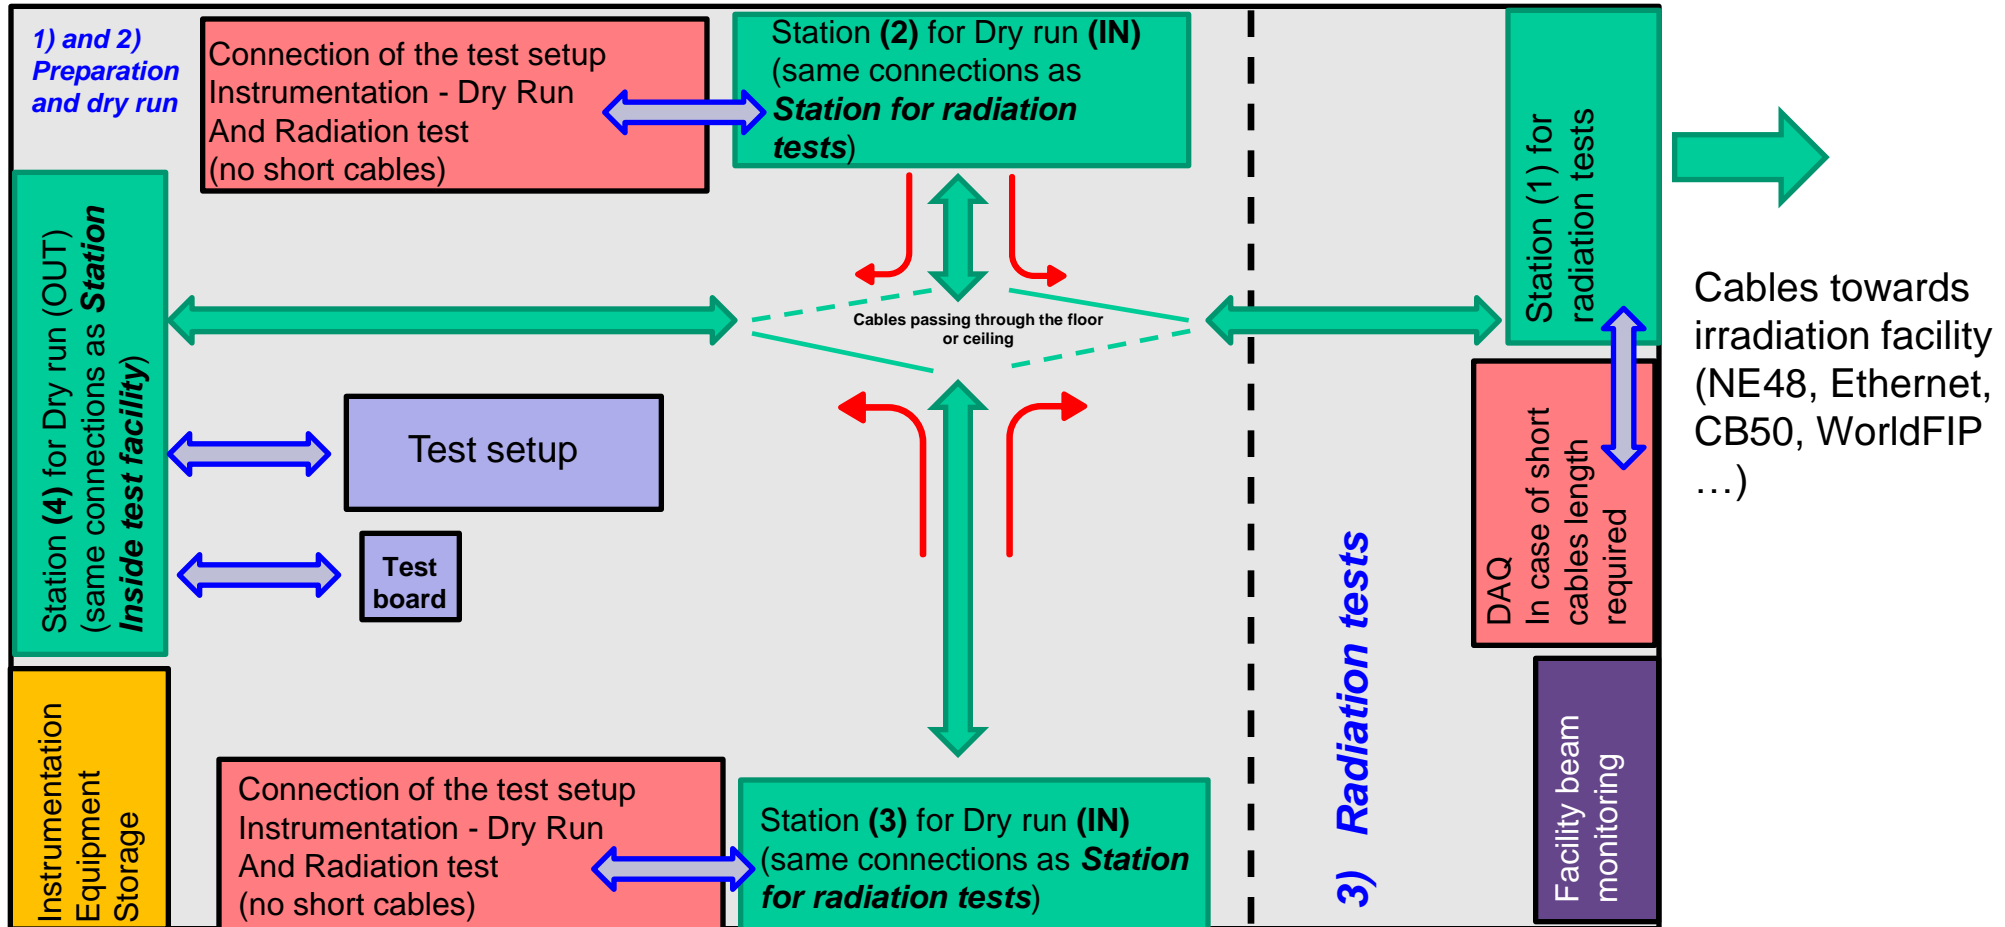 1) and 2)
Preparation
and dry run
Connection of the test setup
Instrumentation - Dry Run
And Radiation test
(no short cables)
Station (2) for Dry run (IN)
(same connections as
Station for radiation
tests)
Station (1) for
radiation tests
Station (4) for Dry run (OUT)
(same connections as Station
Inside test facility)
Cables passing through the floor
or ceiling
Cables towards
irradiation facility
(NE48, Ethernet,
CB50, WorldFIP
…)
Test setup
Test
board
DAQ
In case of short
cables length
required
3) Radiation tests
Instrumentation
Equipment
Storage
Connection of the test setup
Instrumentation - Dry Run
And Radiation test
(no short cables)
Station (3) for Dry run (IN)
(same connections as Station
for radiation tests)
Facility beam
monitoring